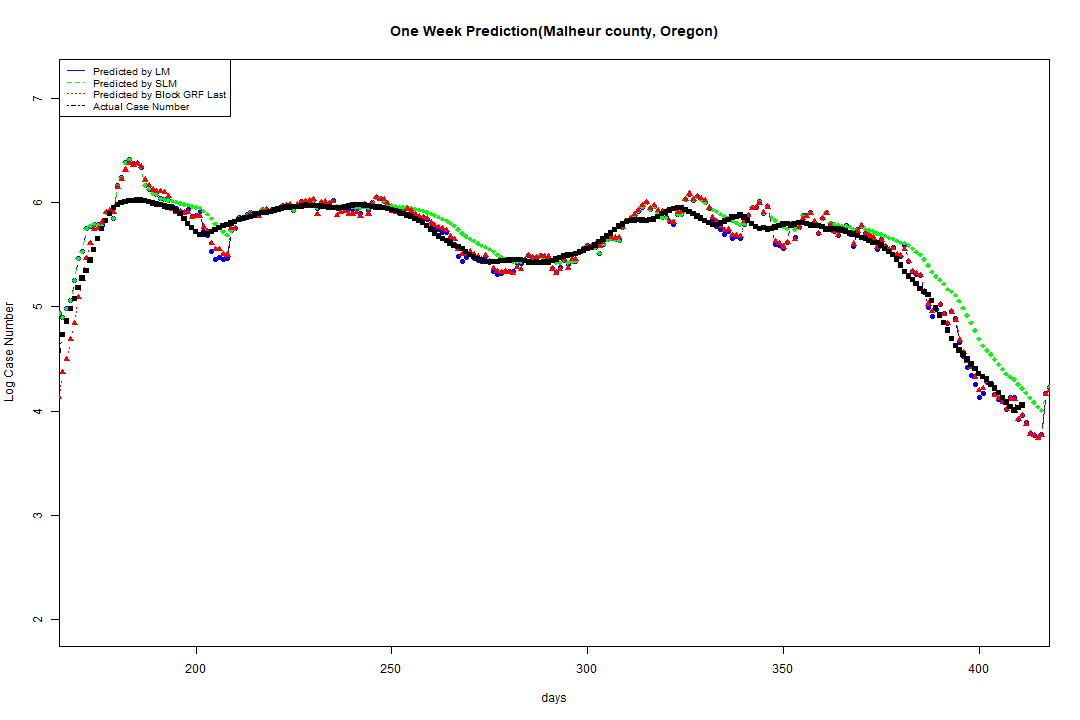 One Week Prediction(Malheur county, Oregon)
Predicted by LM
Predicted by SLM
Predicted by Block GRF Last
Actual Case Number
7
6
5
4
3
2
Log Case Number
200 250 300 350 400
days